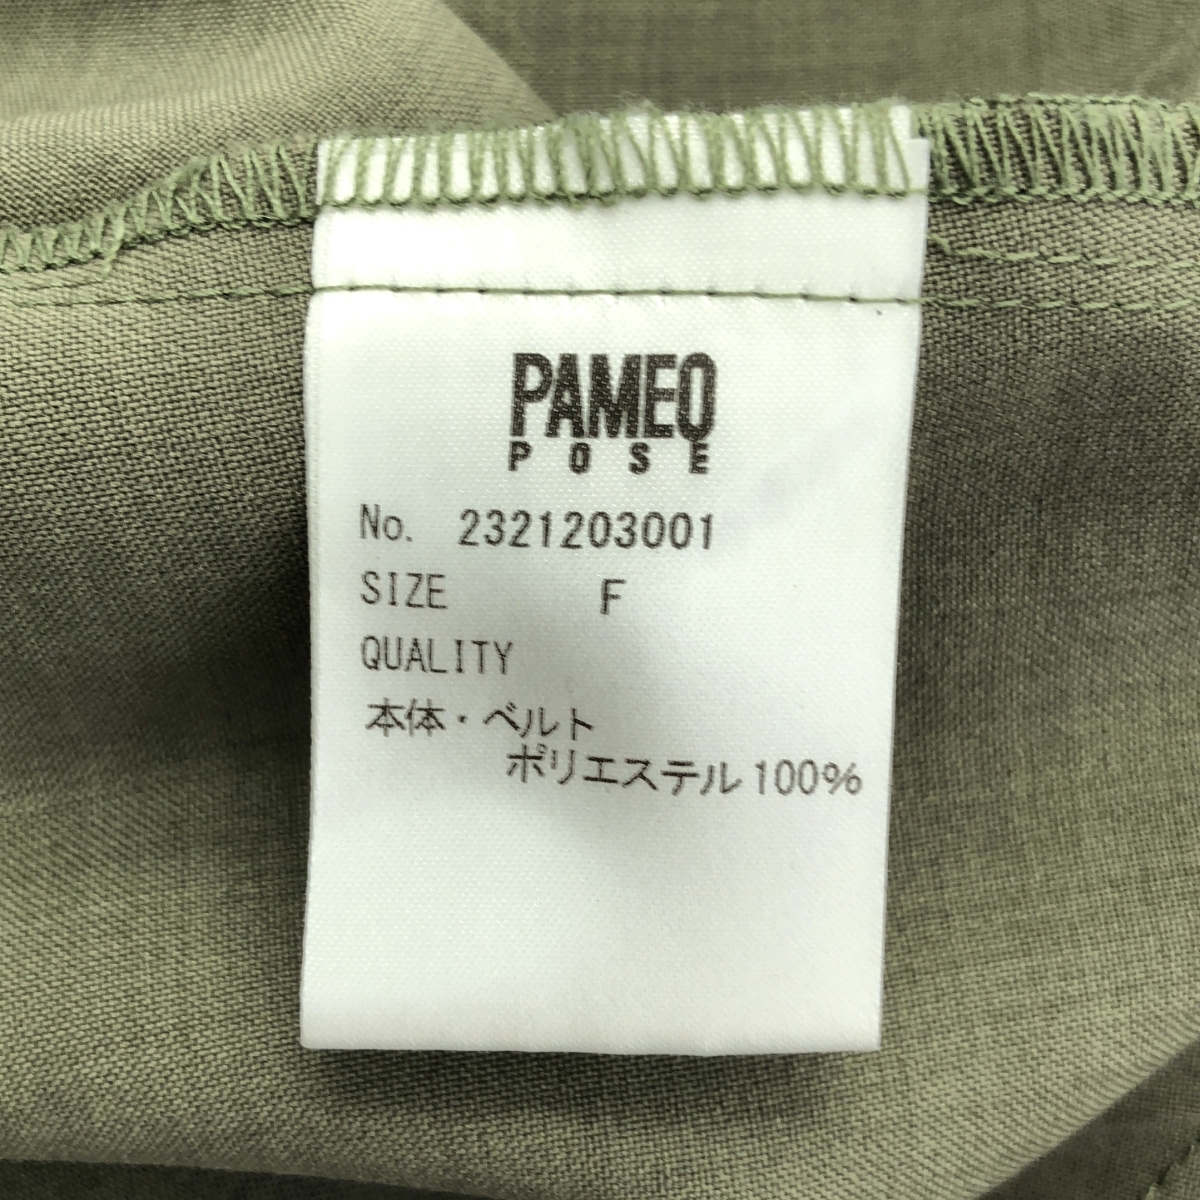 PAMEO
POSE
No. 2321203001
SIZE F
QUALITY
本体・ベルト
ポリエステル100%